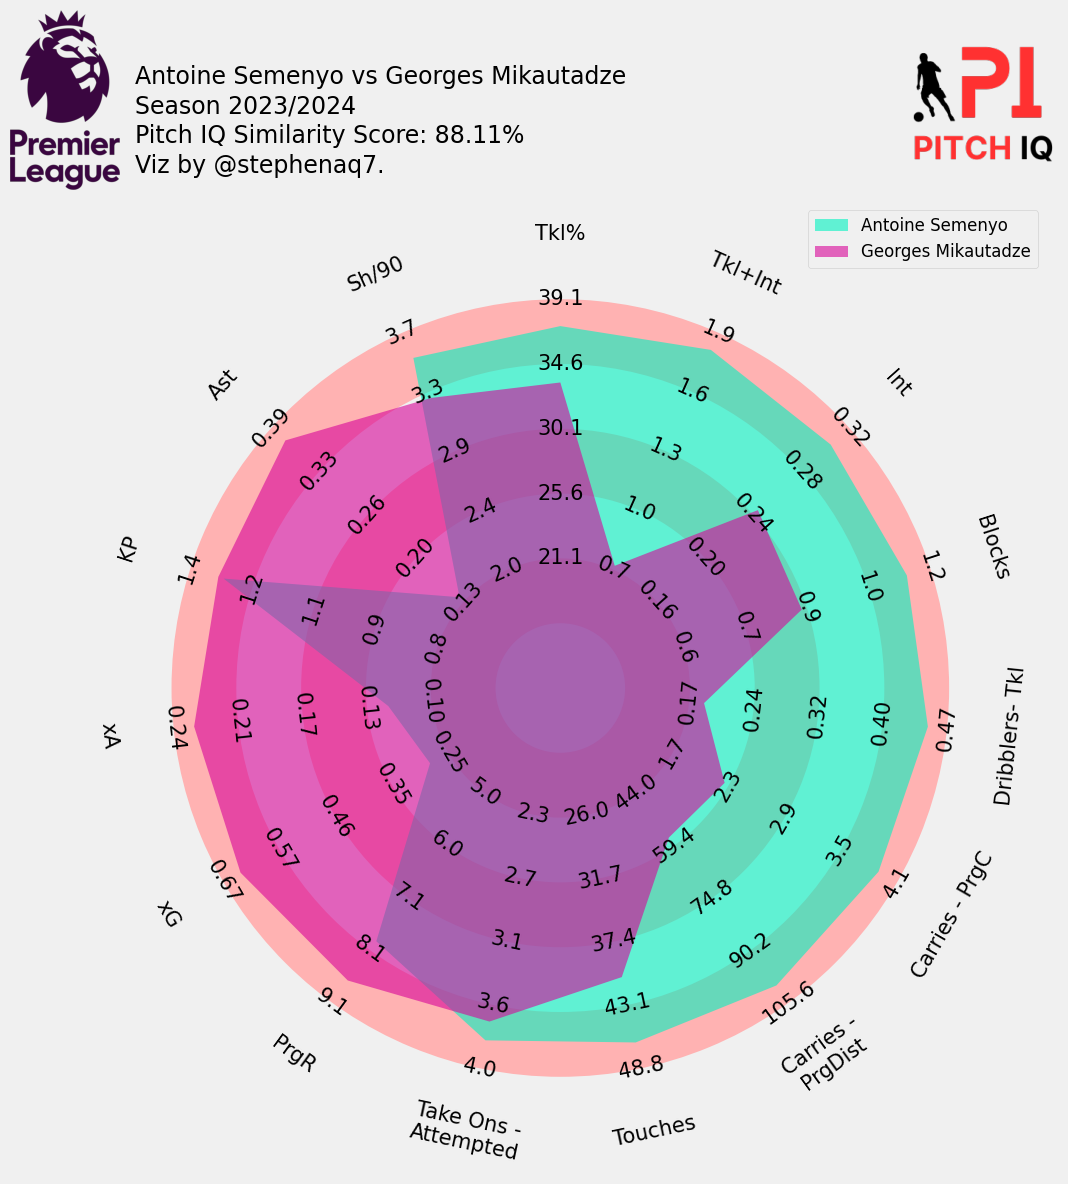 Premier
League
Antoine Semenyo vs Georges Mikautadze
Season 2023/2024
Pitch IQ Similarity Score: 88.11%
Viz by @stephenaq7.
PI
PITCH IQ
Antoine Semenyo
Georges Mikautadze
Tkl%
39.1
34.6
30.1
25.6
21.1
Tkl+Int
1.9
1.6
1.3
1.0
0.7
Int
0.32
0.28
0.24
0.20
0.16
Blocks
1.2
1.0
0.9
0.7
0.6
Dribblers- Tkl
0.47
0.40
0.32
0.24
0.17
Carries - PrgC
4.1
3.5
2.9
2.3
1.7
Carries -
PrgDist
105.6
90.2
74.8
59.4
44.0
Touches
48.8
43.1
37.4
31.7
26.0
Take Ons -
Attempted
4.0
3.6
3.1
2.7
2.3
PrgR
9.1
8.1
7.1
6.0
5.0
xG
0.67
0.57
0.46
0.35
0.25
xA
0.24
0.21
0.17
0.13
0.10
KP
1.4
1.2
1.1
0.9
0.8
Ast
0.39
0.33
0.26
0.20
0.13
Sh/90
3.7
3.3
2.9
2.4
2.0